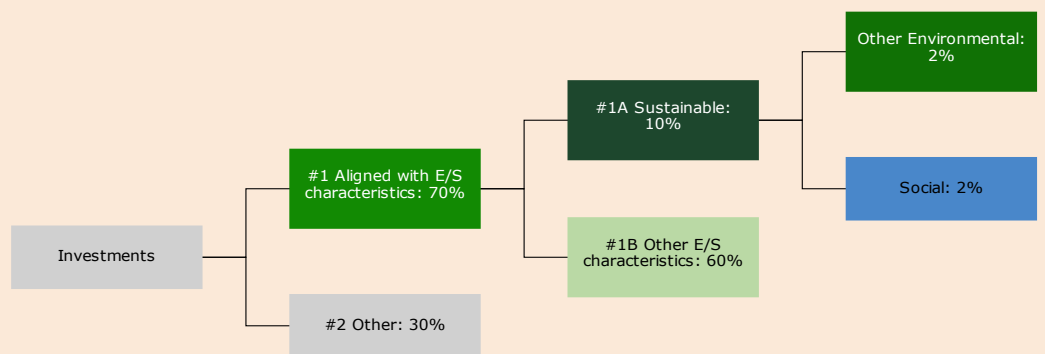 Investments
#1 Aligned with E/S
characteristics: 70%
#2 Other: 30%
#1A Sustainable:
10%
#1B Other E/S
characteristics: 60%
Other Environmental:
2%
Social: 2%